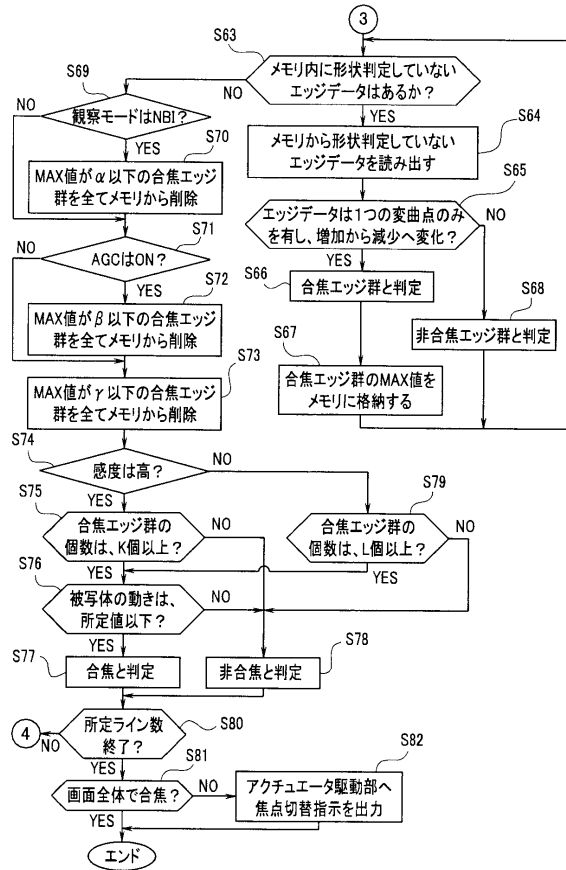 3
S63
メモリ内に形状判定していない
エッジデータはあるか?
NO
YES
S64
メモリから形状判定していない
エッジデータを読み出す
S65
エッジデータは1つの変曲点のみ
を有し、増加から減少へ変化?
NO
YES
S66
合焦エッジ群と判定
S67
合焦エッジ群のMAX値を
メモリに格納する
S68
非合焦エッジ群と判定
S69
観察モードはNBI?
NO
YES
S70
MAX値がα以下の合焦エッジ
群を全てメモリから削除
S71
AGCはON?
NO
YES
S72
MAX値がβ以下の合焦エッジ
群を全てメモリから削除
S73
MAX値がγ以下の合焦エッジ
群を全てメモリから削除
S74
感度は高?
NO
YES
S75
合焦エッジ群の
個数は、K個以上?
NO
YES
S79
合焦エッジ群の
個数は、L個以上?
NO
YES
S76
被写体の動きは、
所定値以下?
NO
YES
S77
合焦と判定
S78
非合焦と判定
S80
所定ライン数
終了?
4
NO
YES
S81
画面全体で合焦?
NO
YES
S82
アクチュエータ駆動部へ
焦点切替指示を出力
エンド